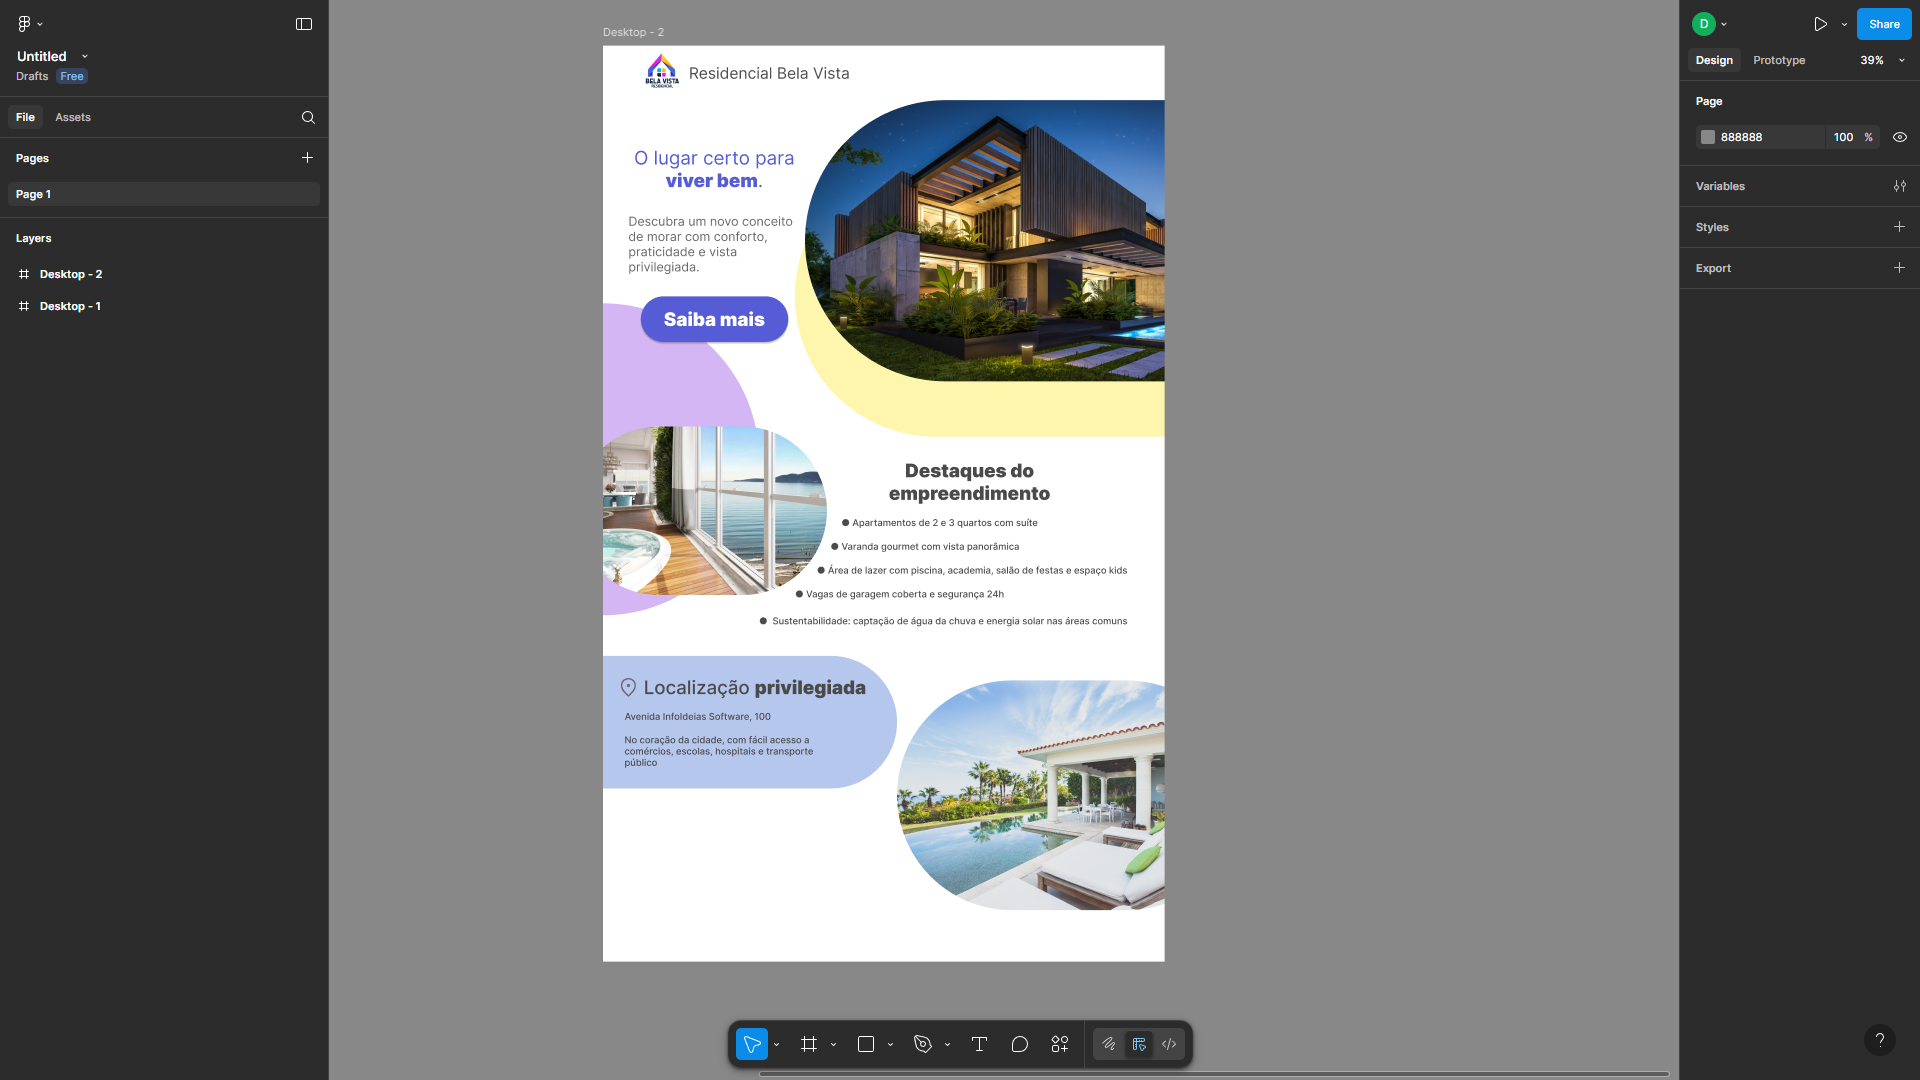 Untitled
Drafts Free
File Assets
Pages
Page 1
Layers
Desktop - 2
Desktop - 1
Desktop - 2
BELA VISTA
RESIDENCIAL
Residencial Bela Vista
O lugar certo para
viver bem.
Descubra um novo conceito
de morar com conforto,
praticidade e vista
privilegiada.
Saiba mais
Destaques do
empreendimento
● Apartamentos de 2 e 3 quartos com suíte
● Varanda gourmet com vista panorâmica
● Área de lazer com piscina, academia, salão de festas e espaço kids
● Vagas de garagem coberta e segurança 24h
● Sustentabilidade: captação de água da chuva e energia solar nas áreas comuns
Localização privilegiada
Avenida InfoIdeias Software, 100
No coração da cidade, com fácil acesso a
comércios, escolas, hospitais e transporte
público
D
Share
Design Prototype 39%
Page
888888 100 %
Variables
Styles
Export
?